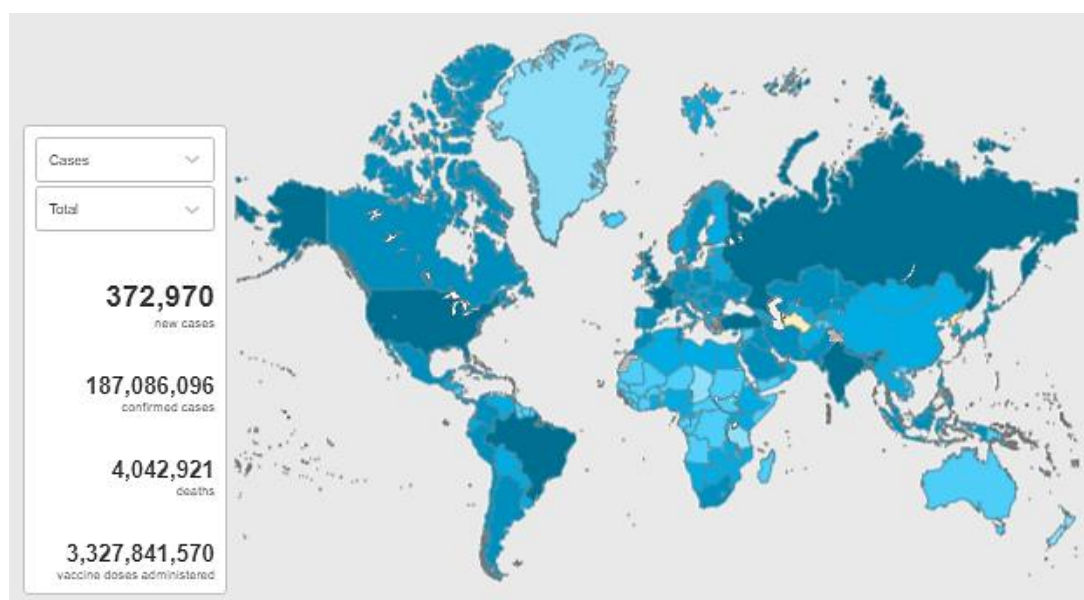 Cases
Total
372,970
new cases
187,086,096
confirmed cases
4,042,921
deaths
3,327,841,570
vaccine doses administered